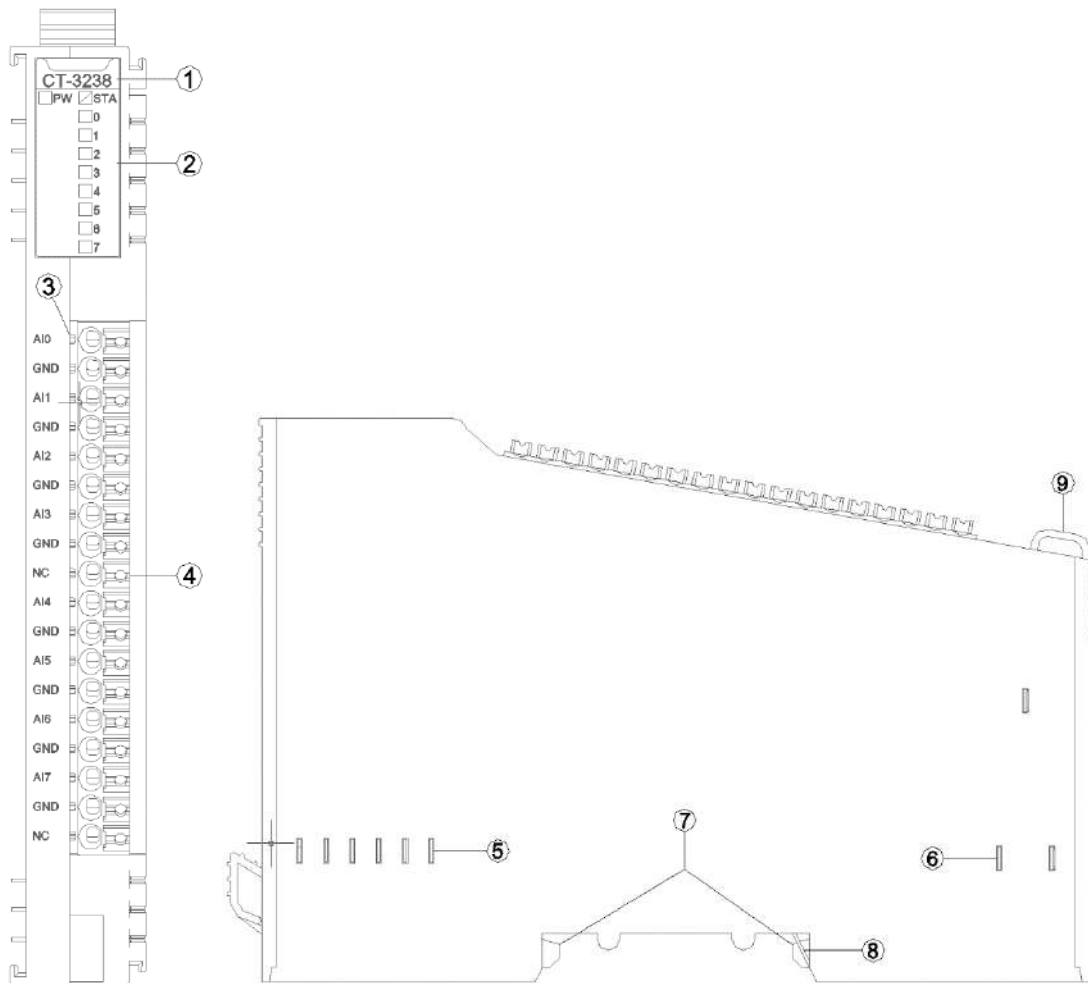 CT-3238
①
PW STA
0
1
2
②
3
4
5
6
7
③
AI0
GND
AI1
GND
AI2
GND
AI3
GND
NC
④
AI4
GND
AI5
GND
AI6
GND
AI7
GND
NC
⑨
⑦
⑤
⑥
⑧